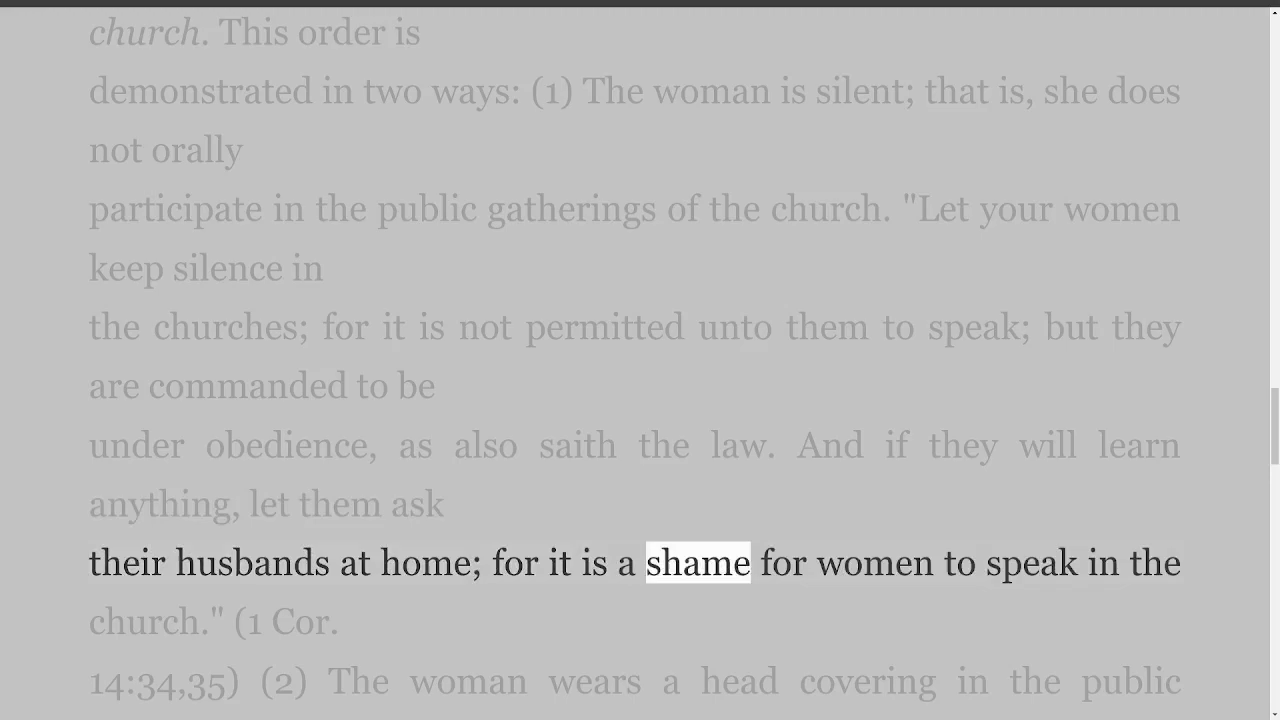 church. This order is
demonstrated in two ways: (1) The woman is silent; that is, she does
not orally
participate in the public gatherings of the church. "Let your women
keep silence in
the churches; for it is not permitted unto them to speak; but they
are commanded to be
under obedience, as also saith the law. And if they will learn
anything, let them ask
their husbands at home; for it is a shame for women to speak in the
church." (1 Cor.
14:34,35) (2) The woman wears a head covering in the public